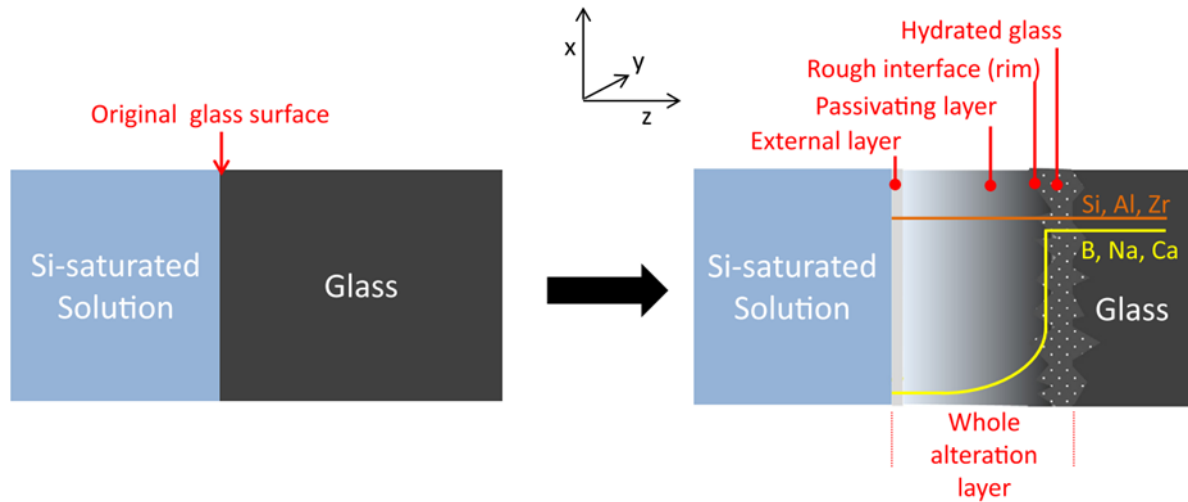 Original glass surface
Si-saturated
Solution
Glass
x
y
z
Hydrated glass
Rough interface (rim)
Passivating layer
External layer
Si-saturated
Solution
Si, Al, Zr
B, Na, Ca
Glass
Whole
alteration
layer